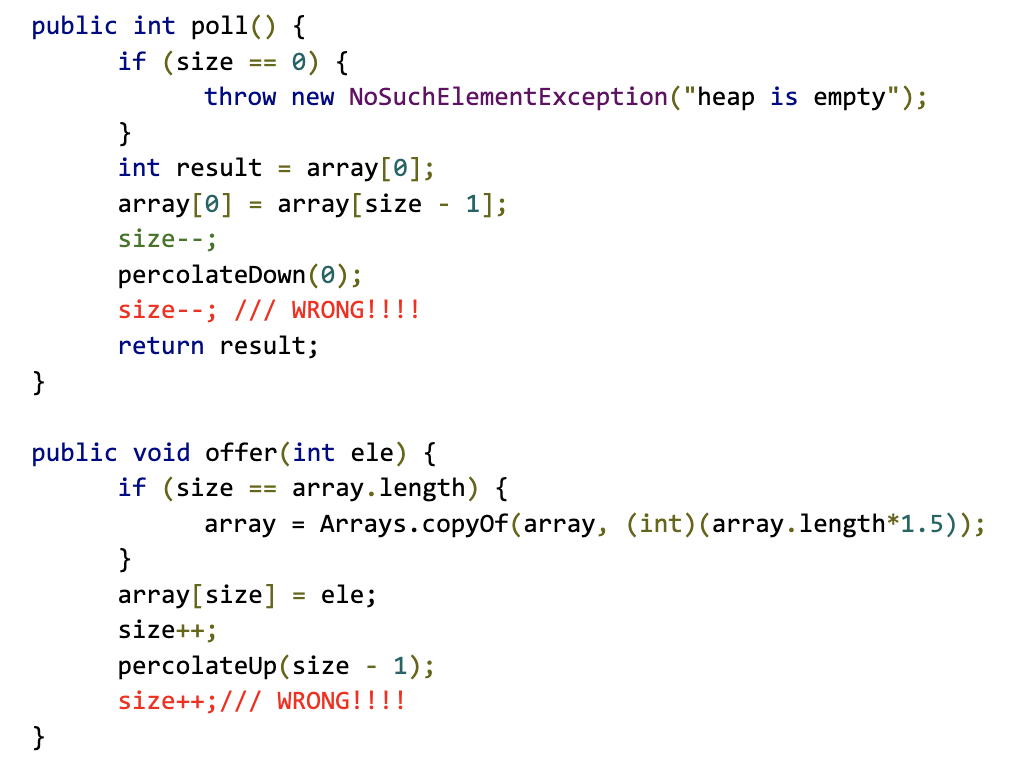 public int poll() {
if (size == 0) {
throw new NoSuchElementException("heap is empty");
}
int result = array[0];
array[0] = array[size - 1];
size--;
percolateDown(0);
size--; /// WRONG!!!!
return result;
}
public void offer(int ele) {
if (size == array.length) {
array = Arrays.copyOf(array, (int)(array.length*1.5));
}
array[size] = ele;
size++;
percolateUp(size - 1);
size++;/// WRONG!!!!
}